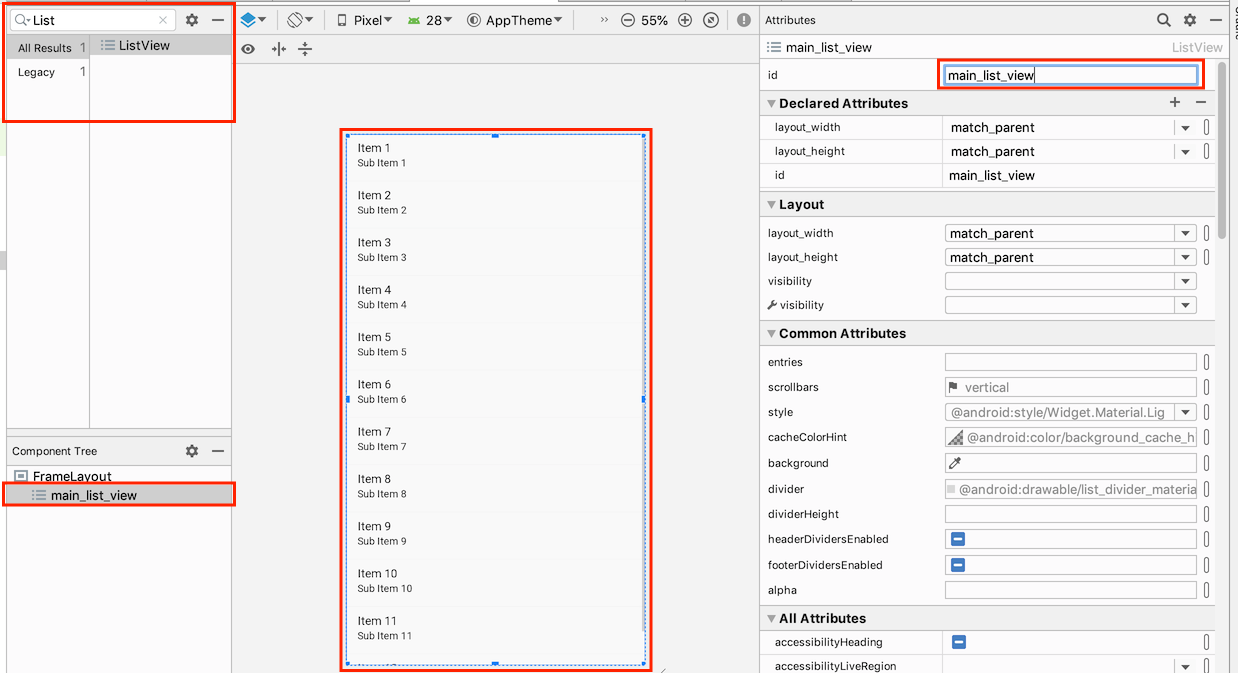 List
All Results 1
Legacy 1
ListView
Pixel 28 AppTheme 55%
Component Tree
FrameLayout
main_list_view
Item 1
Sub Item 1
Item 2
Sub Item 2
Item 3
Sub Item 3
Item 4
Sub Item 4
Item 5
Sub Item 5
Item 6
Sub Item 6
Item 7
Sub Item 7
Item 8
Sub Item 8
Item 9
Sub Item 9
Item 10
Sub Item 10
Item 11
Sub Item 11
Attributes
main_list_view ListView
id main_list_view
Declared Attributes
layout_width match_parent
layout_height match_parent
id main_list_view
Layout
layout_width match_parent
layout_height match_parent
visibility
visibility
Common Attributes
entries
scrollbars vertical
style @android:style/Widget.Material.Lig
cacheColorHint @android:color/background_cache_h
background
divider @android:drawable/list_divider_materia
dividerHeight
headerDividersEnabled
footerDividersEnabled
alpha
All Attributes
accessibilityHeading
accessibilityLiveRegion